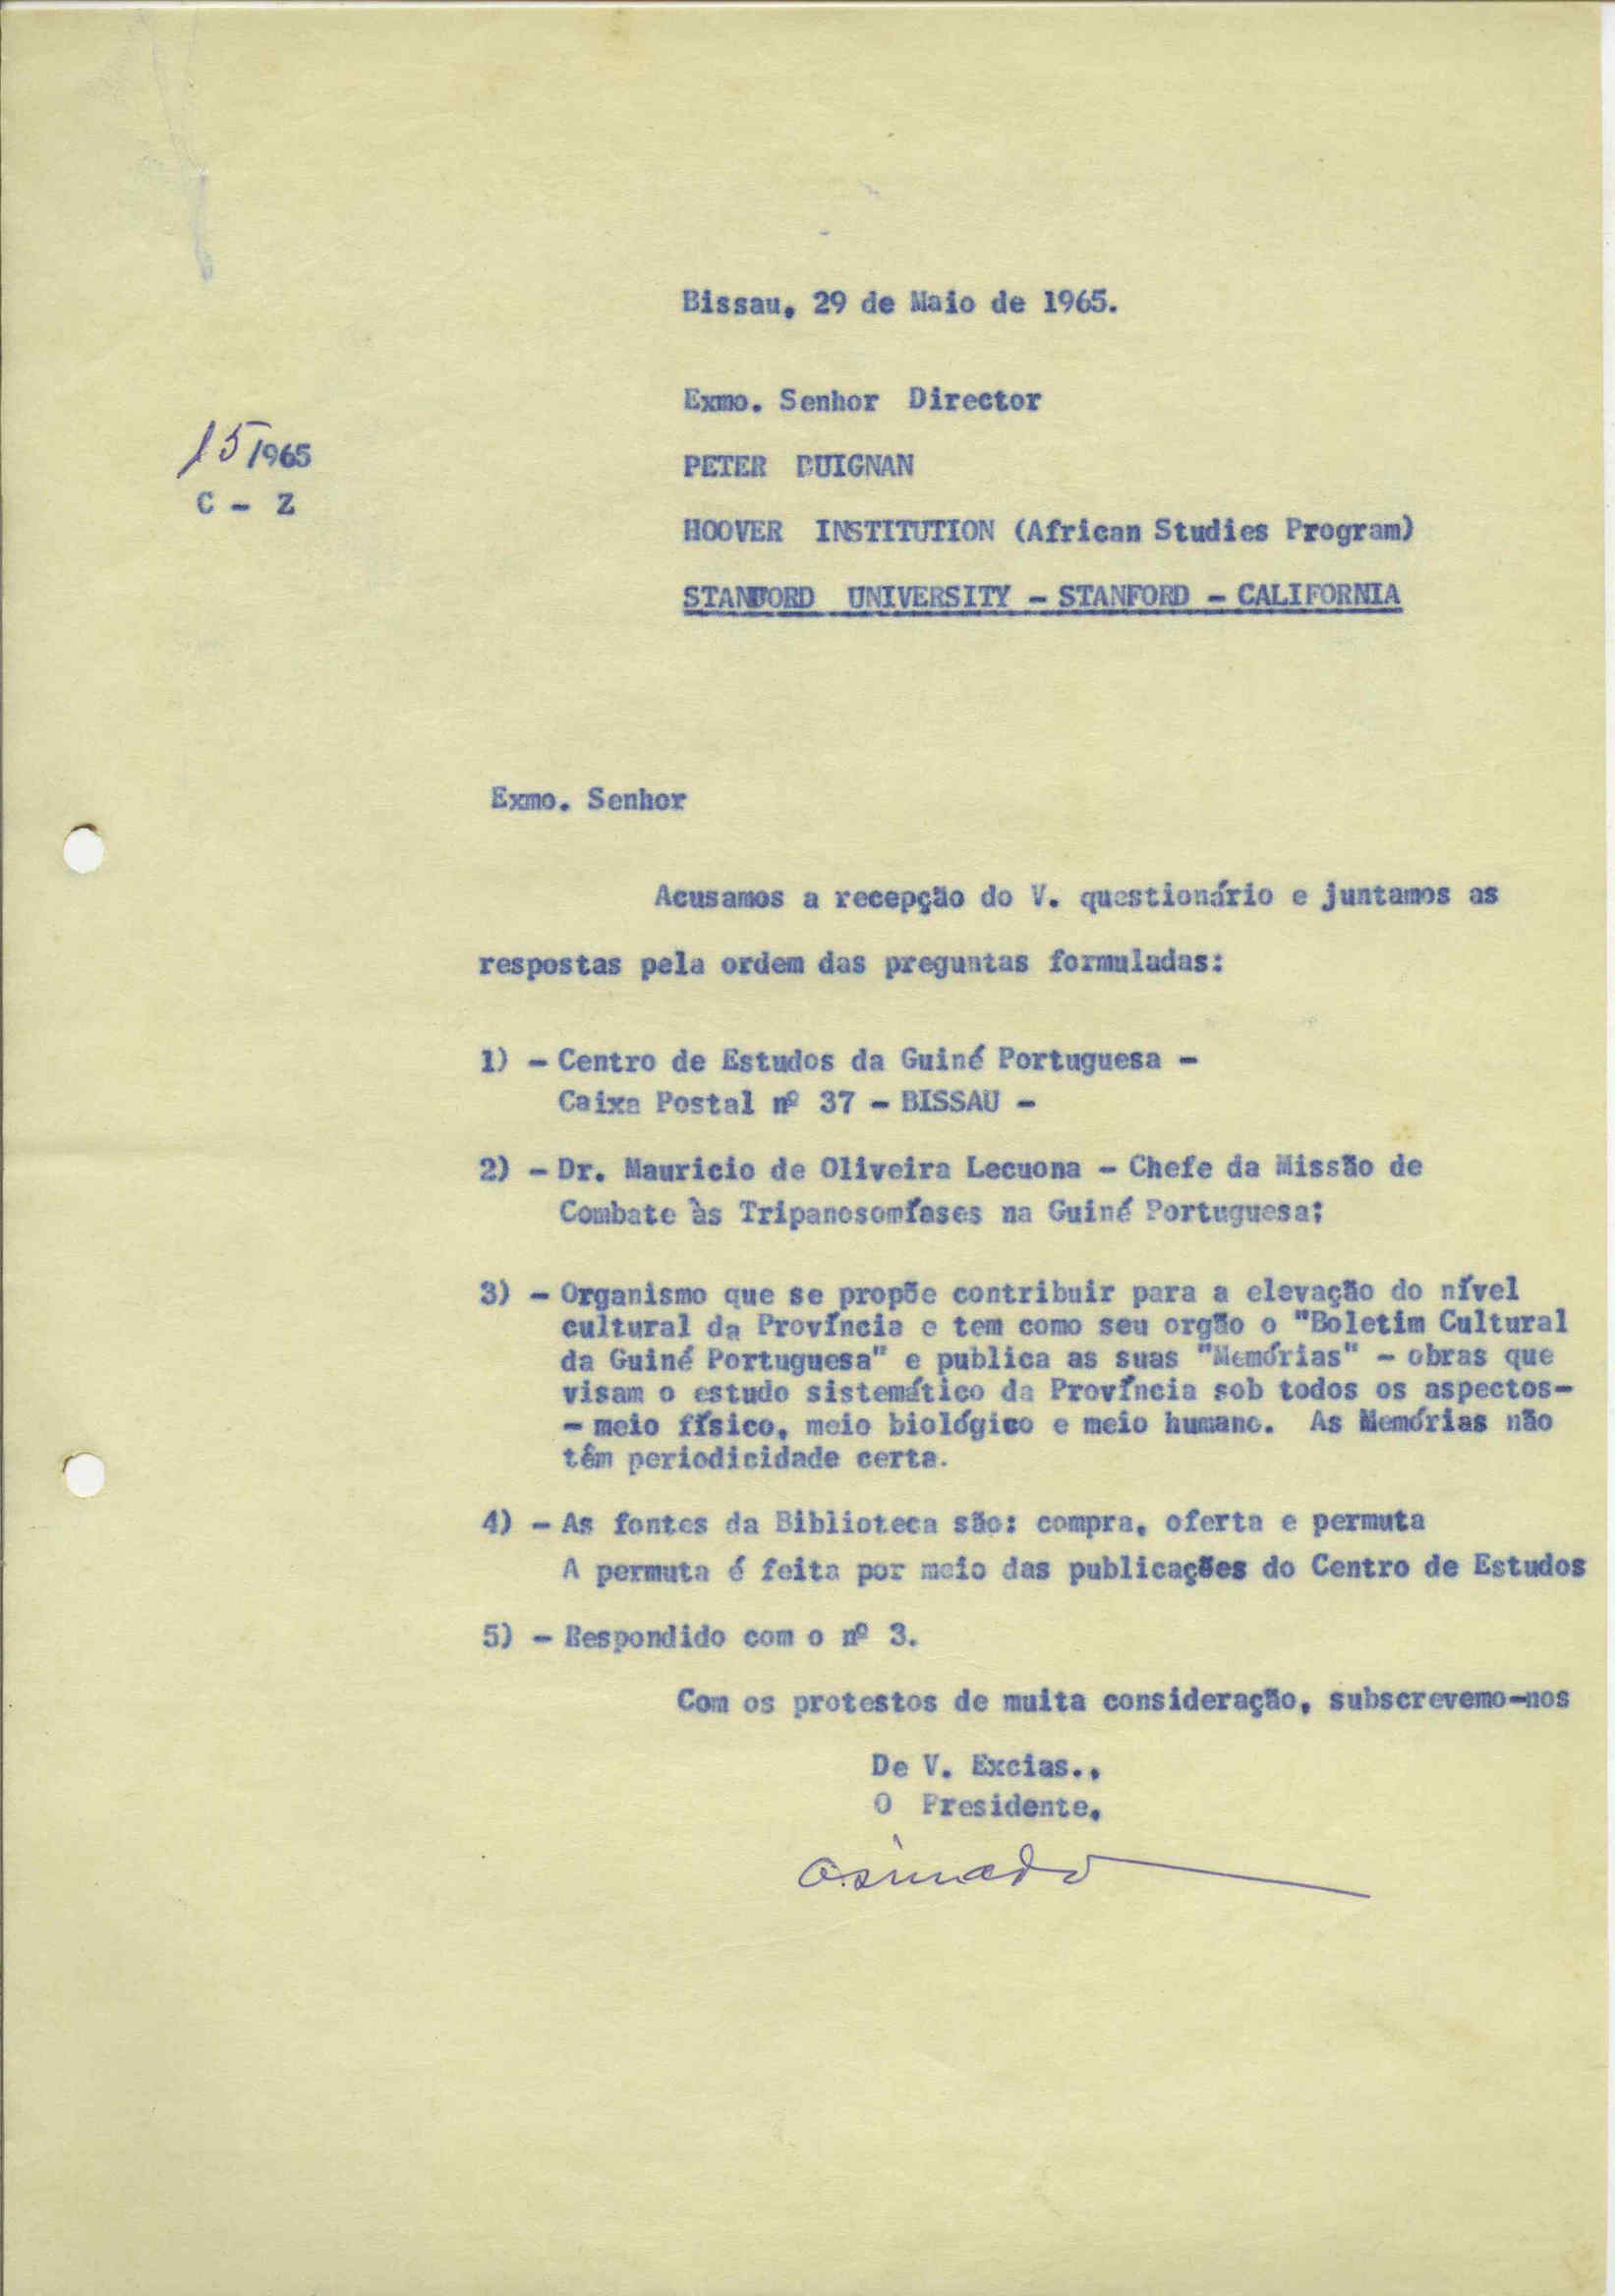 Bissau, 29 de Maio de 1965.
Exmo. Senhor Director
15/965
PETER DUIGNAN
C - Z
HOOVER INSTITUTION (African Studies Program)
STANFORD UNIVERSITY - STANFORD - CALIFORNIA
Exmo. Senhor
Acusamos a recepção do V. questionário e juntamos as
respostas pela ordem das preguntas formuladas:
1) - Centro de Estudos da Guiné Portuguesa -
Caixa Postal nº 37 - BISSAU -
2) - Dr. Mauricio de Oliveira Lecuona - Chefe da Missão de
Combate às Tripanosomíases na Guiné Portuguesa;
3) - Organismo que se propõe contribuir para a elevação do nível
cultural da Província e tem como seu orgão o "Boletim Cultural
da Guiné Portuguesa" e publica as suas "Memórias" - obras que
visam o estudo sistemático da Província sob todos os aspectos-
- meio físico, meio biológico e meio humano. As Memórias não
têm periodicidade certa.
4) - As fontes da Biblioteca são: compra, oferta e permuta
A permuta é feita por meio das publicações do Centro de Estudos
5) - Respondido com o nº 3.
Com os protestos de muita consideração, subscrevemo-nos
De V. Excias.,
O Presidente,
assinado